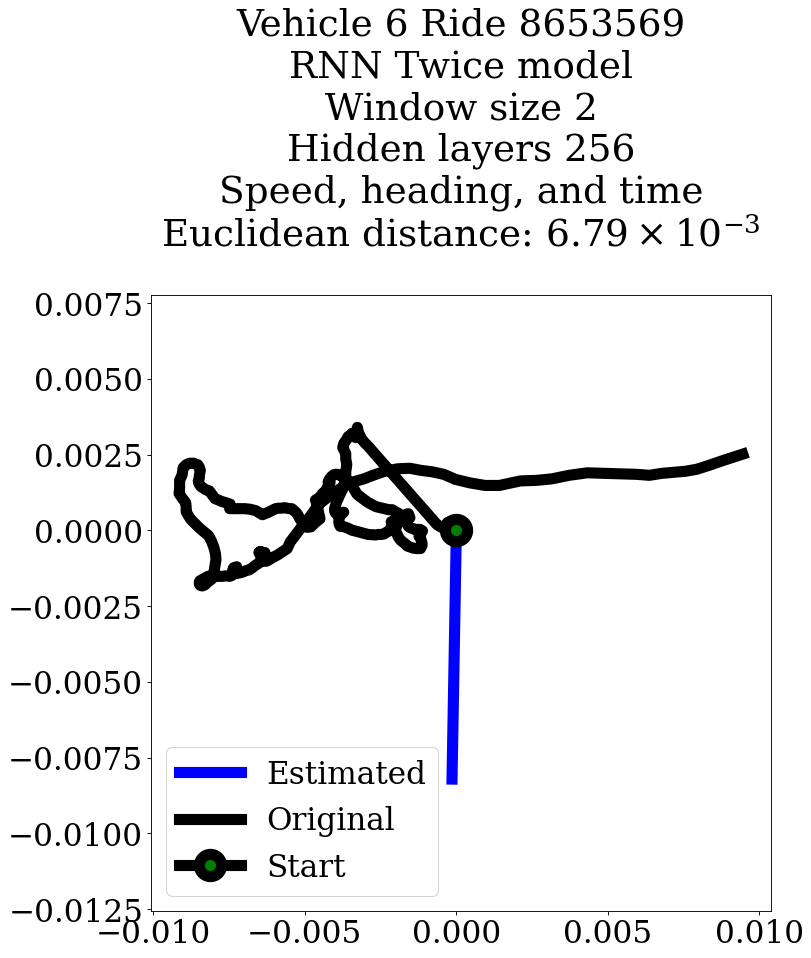 Vehicle 6 Ride 8653569
RNN Twice model
Window size 2
Hidden layers 256
Speed, heading, and time
Euclidean distance: 6.79 × 10⁻³
0.0075
0.0050
0.0025
0.0000
−0.0025
−0.0050
−0.0075
−0.0100
−0.0125
Estimated
Original
Start
−0.010 −0.005 0.000 0.005 0.010